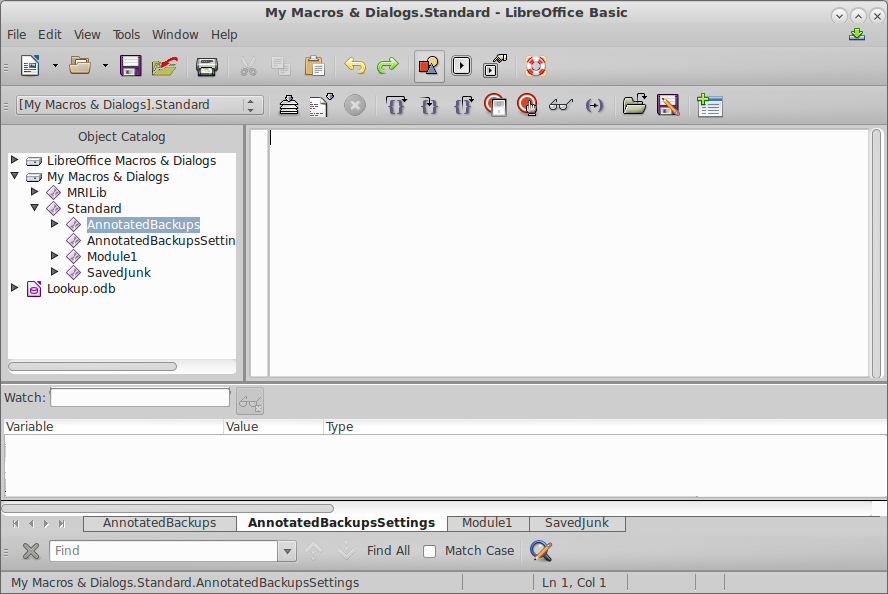 My Macros & Dialogs.Standard - LibreOffice Basic
File Edit View Tools Window Help
[My Macros & Dialogs].Standard
Object Catalog
LibreOffice Macros & Dialogs
My Macros & Dialogs
MRILib
Standard
AnnotatedBackups
AnnotatedBackupsSettin
Module1
SavedJunk
Lookup.odb
Watch:
Variable Value Type
AnnotatedBackups AnnotatedBackupsSettings Module1 SavedJunk
Find Find All Match Case
My Macros & Dialogs.Standard.AnnotatedBackupsSettings Ln 1, Col 1